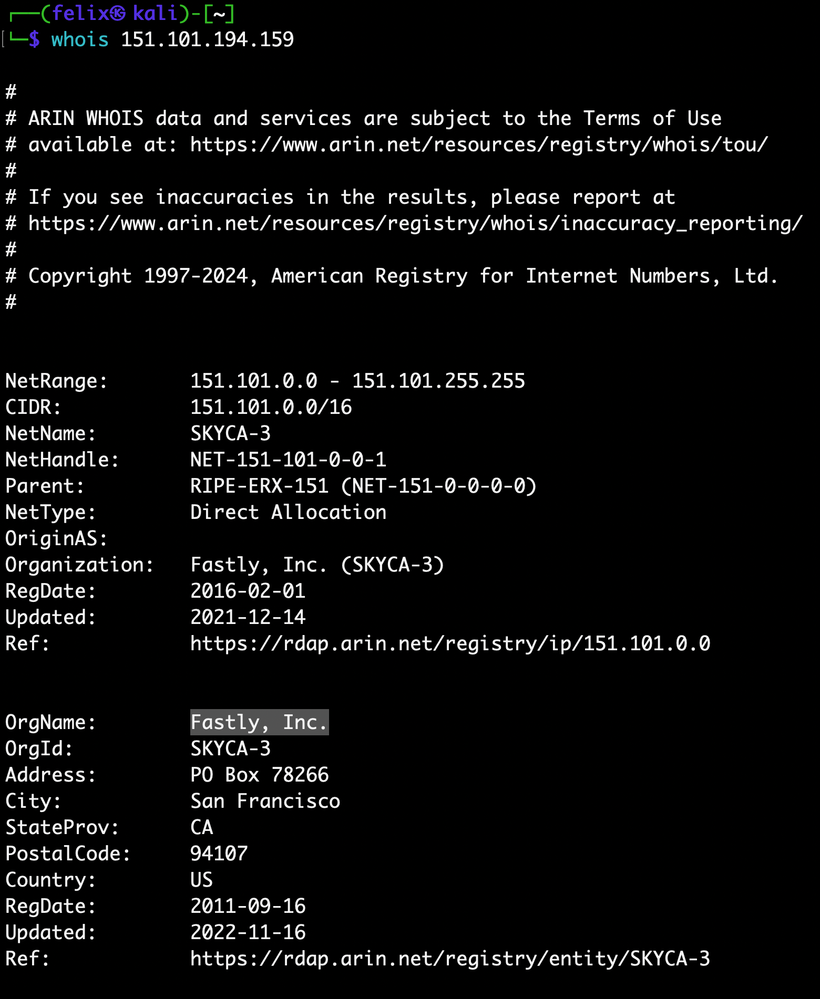 ┌──(felix㉿kali)-[~]
└─$ whois 151.101.194.159
#
# ARIN WHOIS data and services are subject to the Terms of Use
# available at: https://www.arin.net/resources/registry/whois/tou/
#
# If you see inaccuracies in the results, please report at
# https://www.arin.net/resources/registry/whois/inaccuracy_reporting/
#
# Copyright 1997-2024, American Registry for Internet Numbers, Ltd.
#
NetRange:       151.101.0.0 - 151.101.255.255
CIDR:           151.101.0.0/16
NetName:        SKYCA-3
NetHandle:      NET-151-101-0-0-1
Parent:         RIPE-ERX-151 (NET-151-0-0-0-0)
NetType:        Direct Allocation
OriginAS:
Organization:   Fastly, Inc. (SKYCA-3)
RegDate:        2016-02-01
Updated:        2021-12-14
Ref:            https://rdap.arin.net/registry/ip/151.101.0.0
OrgName:        Fastly, Inc.
OrgId:          SKYCA-3
Address:        PO Box 78266
City:           San Francisco
StateProv:      CA
PostalCode:     94107
Country:        US
RegDate:        2011-09-16
Updated:        2022-11-16
Ref:            https://rdap.arin.net/registry/entity/SKYCA-3